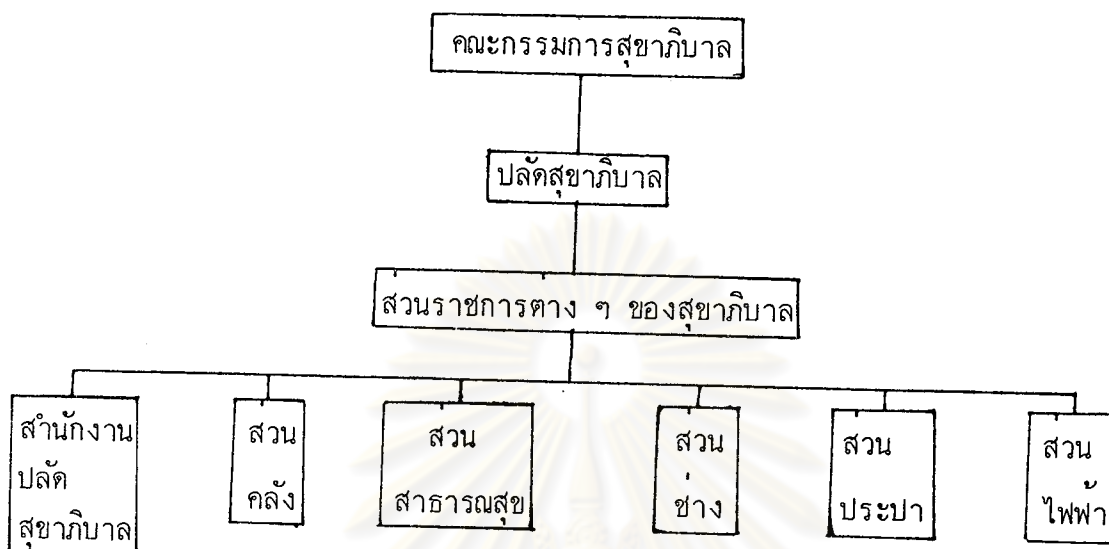 คณะกรรมการสุขาภิบาล
ปลัดสุขาภิบาล
ส่วนราชการต่าง ๆ ของสุขาภิบาล
สำนักงาน
ปลัด
สุขาภิบาล
ส่วน
คลัง
ส่วน
สาธารณสุข
ส่วน
ช่าง
ส่วน
ประปา
ส่วน
ไฟฟ้า